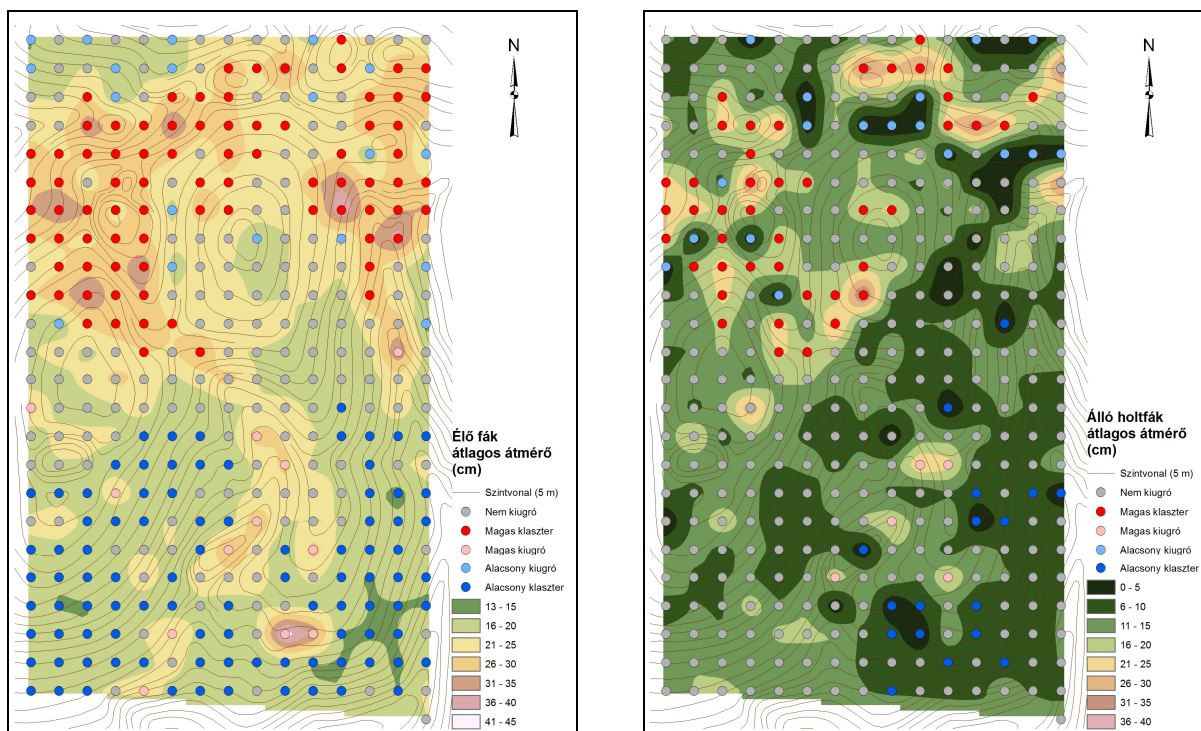 N
Élő fák
átlagos átmérő
(cm)
Szintvonal (5 m)
Nem kiugró
Magas klaszter
Magas kiugró
Alacsony kiugró
Alacsony klaszter
13 - 15
16 - 20
21 - 25
26 - 30
31 - 35
36 - 40
41 - 45
N
Álló holtfák
átlagos átmérő
(cm)
Szintvonal (5 m)
Nem kiugró
Magas klaszter
Magas kiugró
Alacsony kiugró
Alacsony klaszter
0 - 5
6 - 10
11 - 15
16 - 20
21 - 25
26 - 30
31 - 35
36 - 40